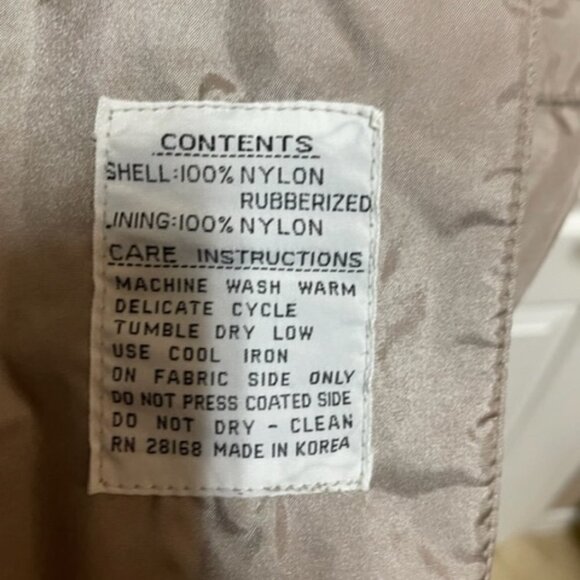 CONTENTS
SHELL:100% NYLON
RUBBERIZED
LINING:100% NYLON
CARE INSTRUCTIONS
MACHINE WASH WARM
DELICATE CYCLE
TUMBLE DRY LOW
USE COOL IRON
ON FABRIC SIDE ONLY
DO NOT PRESS COATED SIDE
DO NOT DRY - CLEAN
RN 28168 MADE IN KOREA